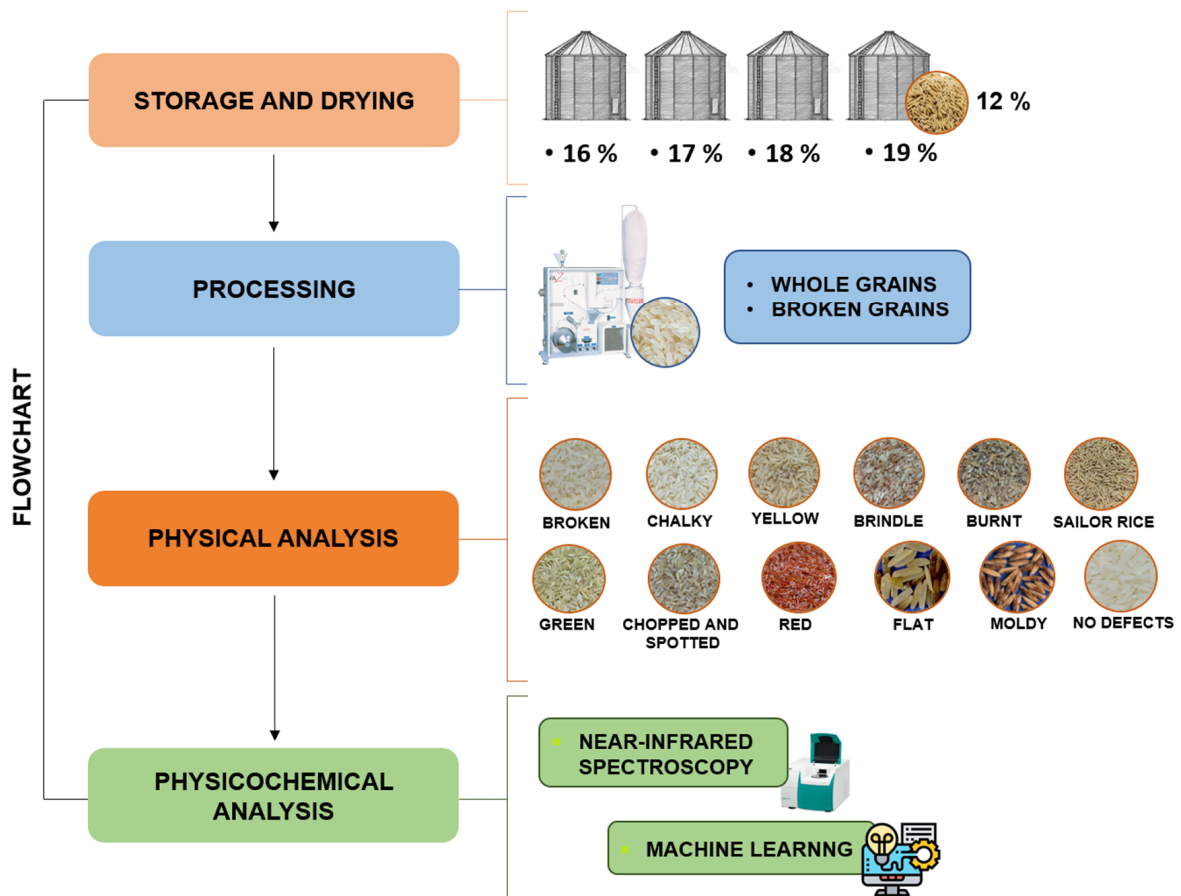 FLOWCHART
STORAGE AND DRYING
12 %
• 16 %
• 17 %
• 18 %
• 19 %
PROCESSING
• WHOLE GRAINS
• BROKEN GRAINS
PHYSICAL ANALYSIS
BROKEN
CHALKY
YELLOW
BRINDLE
BURNT
SAILOR RICE
GREEN
CHOPPED AND
SPOTTED
RED
FLAT
MOLDY
NO DEFECTS
PHYSICOCHEMICAL
ANALYSIS
• NEAR-INFRARED
SPECTROSCOPY
• MACHINE LEARNNG